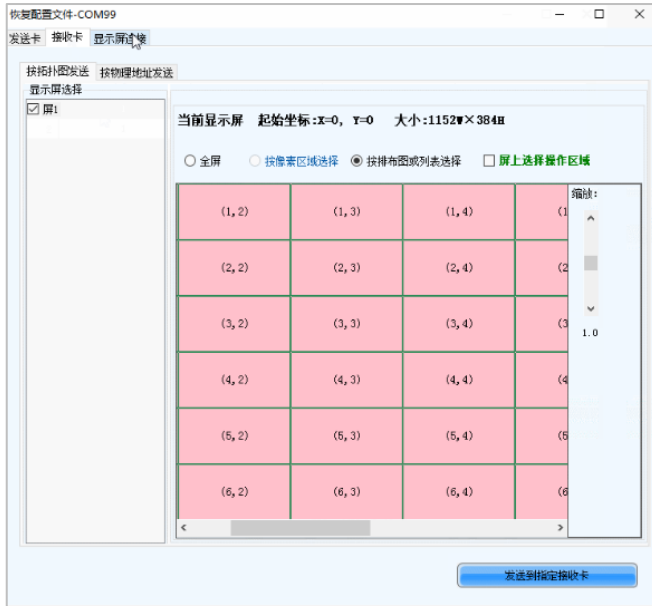 恢复配置文件-COM99
发送卡 接收卡 显示屏连接
按拓扑图发送 按物理地址发送
显示屏选择
屏1
当前显示屏 起始坐标:X=0, Y=0 大小:1152W×384H
全屏 按像素区域选择 按排布图或列表选择 屏上选择操作区域
缩放:
(1,2) (1,3) (1,4) (1
(2,2) (2,3) (2,4) (2
(3,2) (3,3) (3,4) (3
1.0
(4,2) (4,3) (4,4) (4
(5,2) (5,3) (5,4) (5
(6,2) (6,3) (6,4) (6
发送到指定接收卡